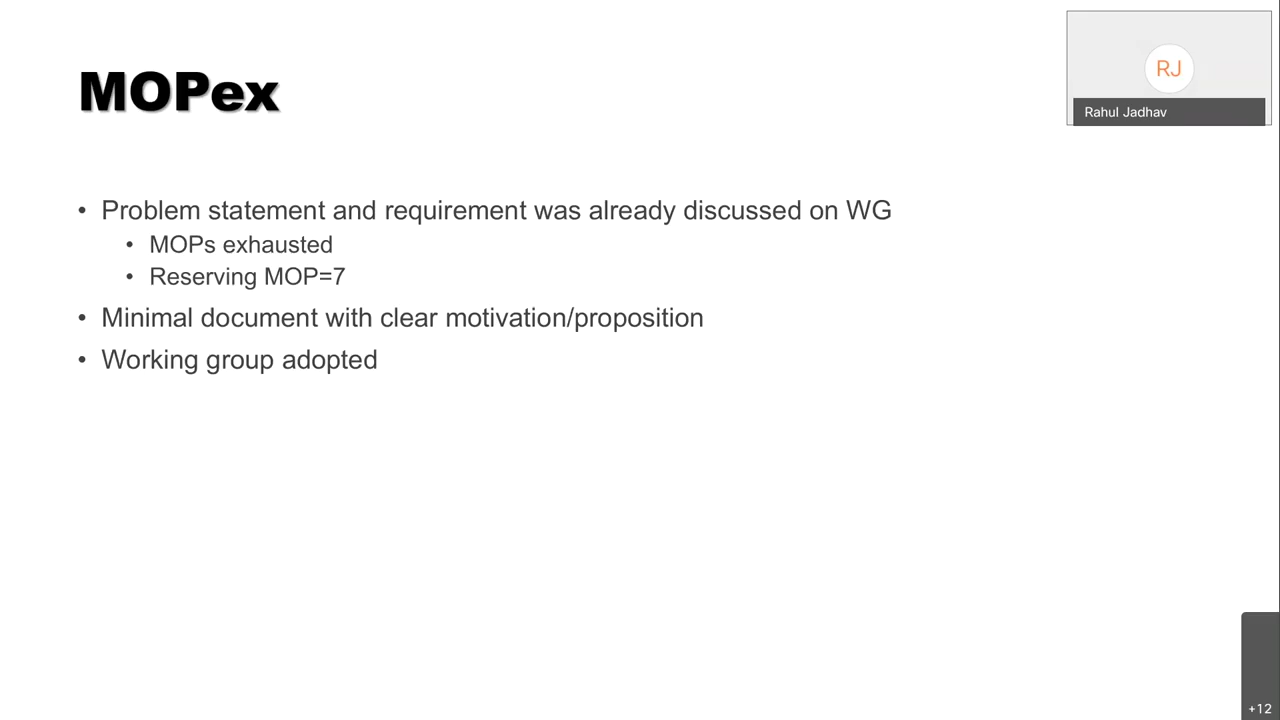 MOPex
RJ
Rahul Jadhav
• Problem statement and requirement was already discussed on WG
• MOPs exhausted
• Reserving MOP=7
• Minimal document with clear motivation/proposition
• Working group adopted
+12